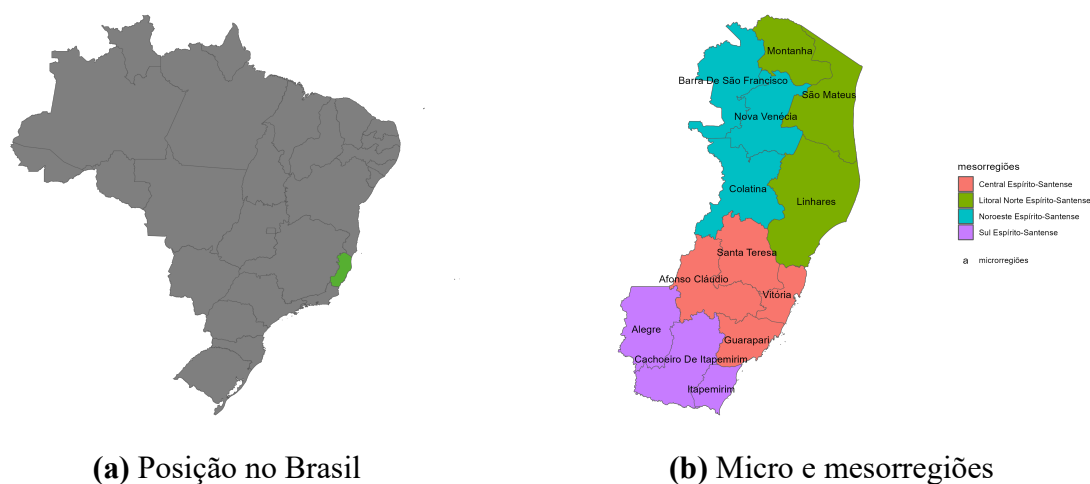 Montanha
Barra De São Francisco
São Mateus
Nova Venécia
Colatina
Linhares
Santa Teresa
Afonso Cláudio
Vitória
Alegre
Guarapari
Cachoeiro De Itapemirim
Itapemirim
mesorregiões
Central Espírito-Santense
Litoral Norte Espírito-Santense
Noroeste Espírito-Santense
Sul Espírito-Santense
a microrregiões
(a) Posição no Brasil
(b) Micro e mesorregiões